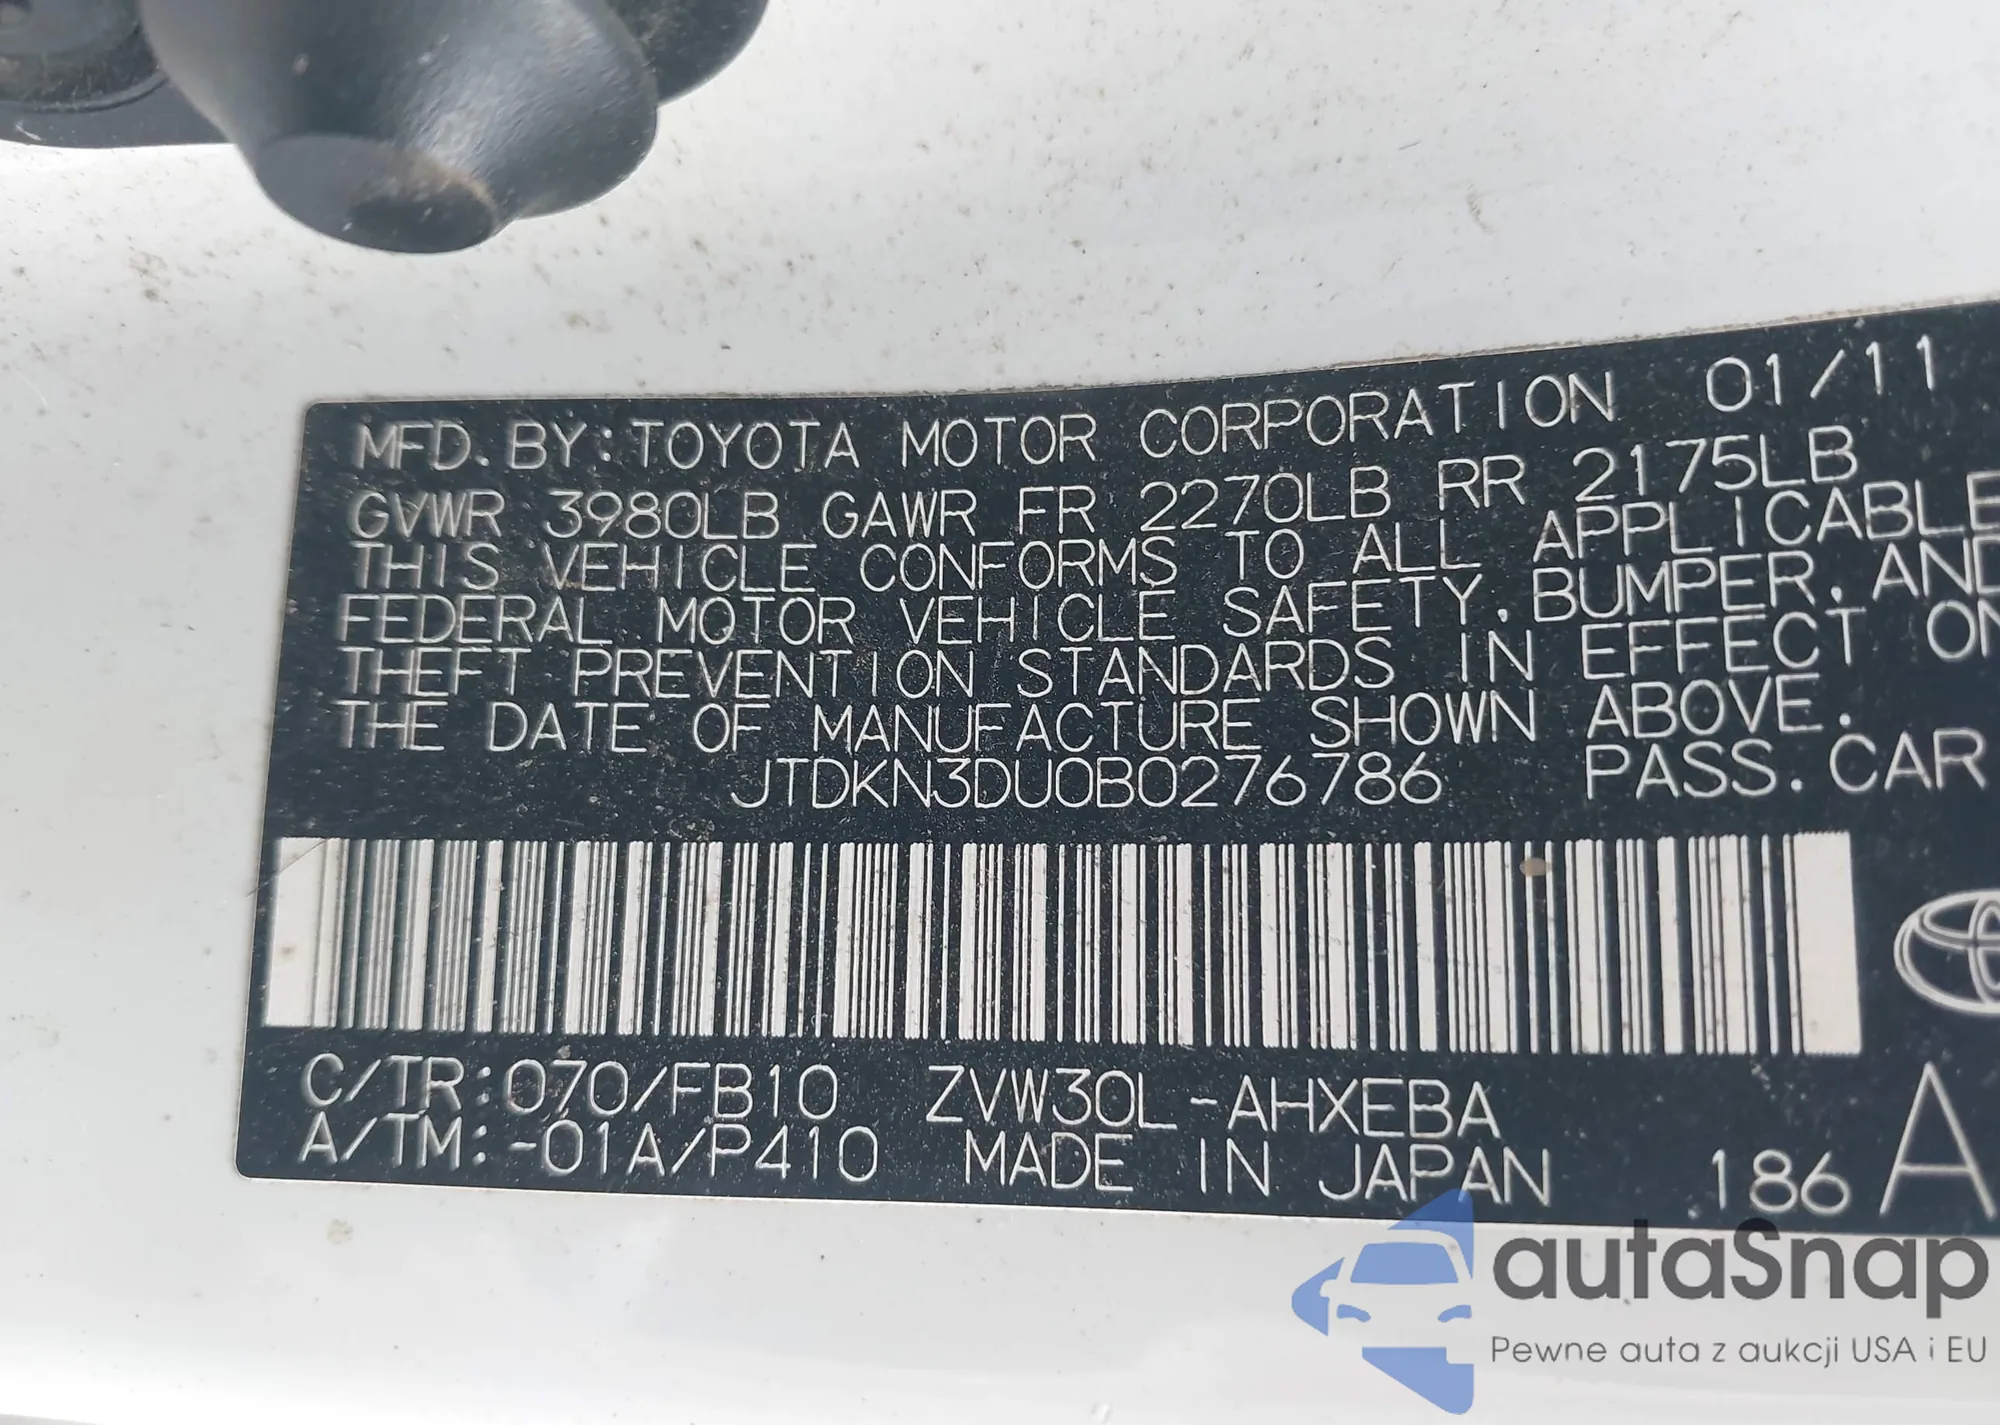 MFD. BY: TOYOTA MOTOR CORPORATION 01/11
GVWR 3980LB GAWR FR 2270LB RR 2175LB
THIS VEHICLE CONFORMS TO ALL APPLICABLE
FEDERAL MOTOR VEHICLE SAFETY, BUMPER, AND
THEFT PREVENTION STANDARDS IN EFFECT ON
THE DATE OF MANUFACTURE SHOWN ABOVE.
JTDKN3DU0B0276786 PASS. CAR
C/TR: 070/FB10 ZVW30L-AHXEBA
A/TM: -01A/P410 MADE IN JAPAN 186 A
autaSnap
Pewne auta z aukcji USA i EU